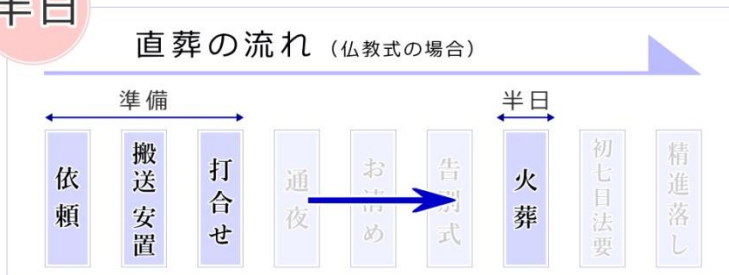 半日
直葬の流れ（仏教式の場合）
準備
半日
依頼
搬送 安置
打合せ
通夜
お清め
告別式
火葬
初七日法要
精進落し